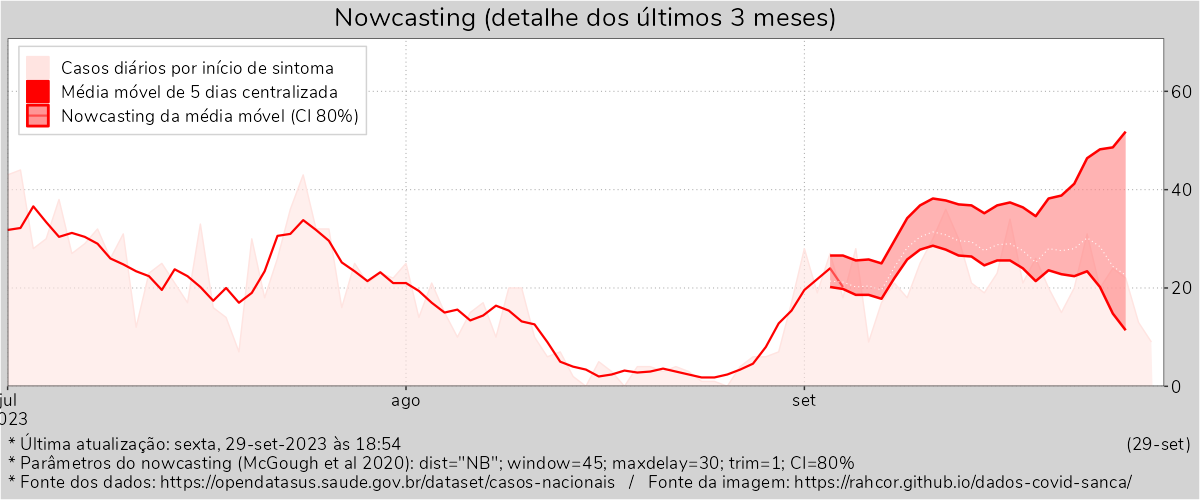 Nowcasting (detalhe dos últimos 3 meses)
Casos diários por início de sintoma
Média móvel de 5 dias centralizada
Nowcasting da média móvel (CI 80%)
60
40
20
0
jul
2023
ago
set
* Última atualização: sexta, 29-set-2023 às 18:54
(29-set)
* Parâmetros do nowcasting (McGough et al 2020): dist="NB"; window=45; maxdelay=30; trim=1; CI=80%
* Fonte dos dados: https://opendatasus.saude.gov.br/dataset/casos-nacionais / Fonte da imagem: https://rahcor.github.io/dados-covid-sanca/